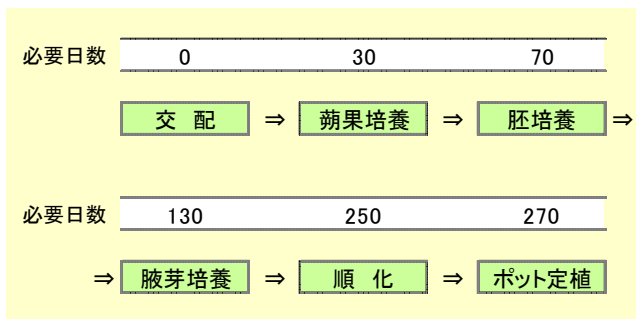 必要日数 0 30 70
交 配 ⇒ 蒴果培養 ⇒ 胚培養 ⇒
必要日数 130 250 270
⇒ 腋芽培養 ⇒ 順 化 ⇒ ポット定植